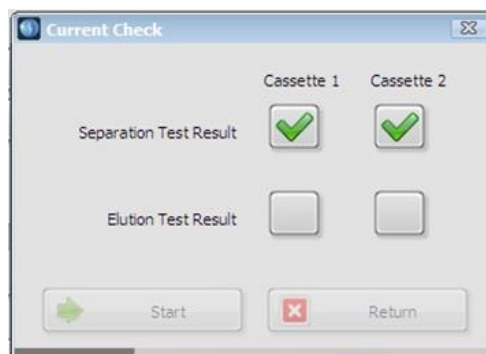 Current Check
Cassette 1 Cassette 2
Separation Test Result
Elution Test Result
Start Return